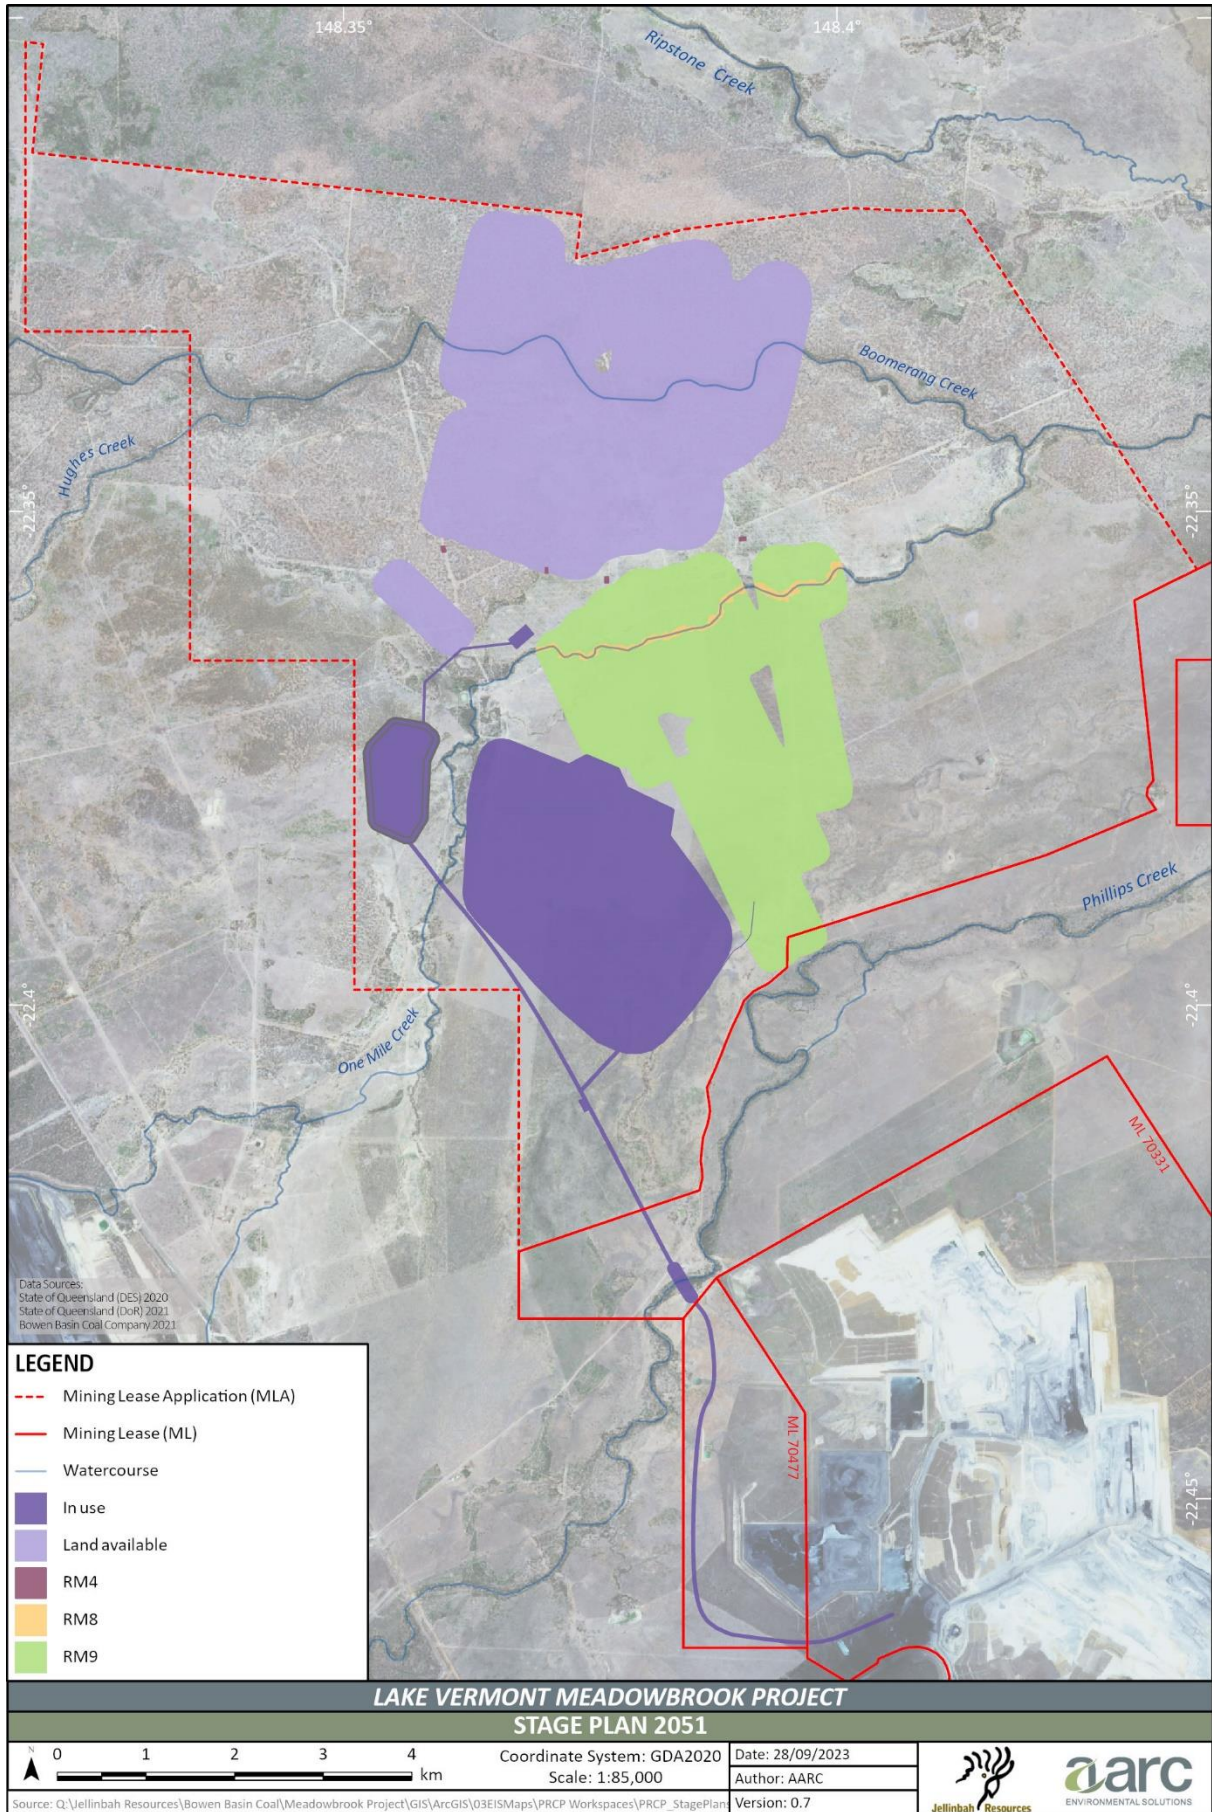 148.35°
148.4°
Ripstone Creek
Boomerang Creek
Hughes Creek
-22.35°
-22.35°
Phillips Creek
-22.4°
-22.4°
One Mile Creek
ML 70331
ML 70477
-22.45°
Data Sources:
State of Queensland (DES) 2020
State of Queensland (DoR) 2021
Bowen Basin Coal Company 2021
LEGEND
Mining Lease Application (MLA)
Mining Lease (ML)
Watercourse
In use
Land available
RM4
RM8
RM9
LAKE VERMONT MEADOWBROOK PROJECT
STAGE PLAN 2051
N
0 1 2 3 4
km
Coordinate System: GDA2020
Scale: 1:85,000
Date: 28/09/2023
Author: AARC
Version: 0.7
Source: Q:\Jellinbah Resources\Bowen Basin Coal\Meadowbrook Project\GIS\ArcGIS\03EISMaps\PRCP Workspaces\PRCP_StagePlans
Jellinbah Resources
aarc
ENVIRONMENTAL SOLUTIONS